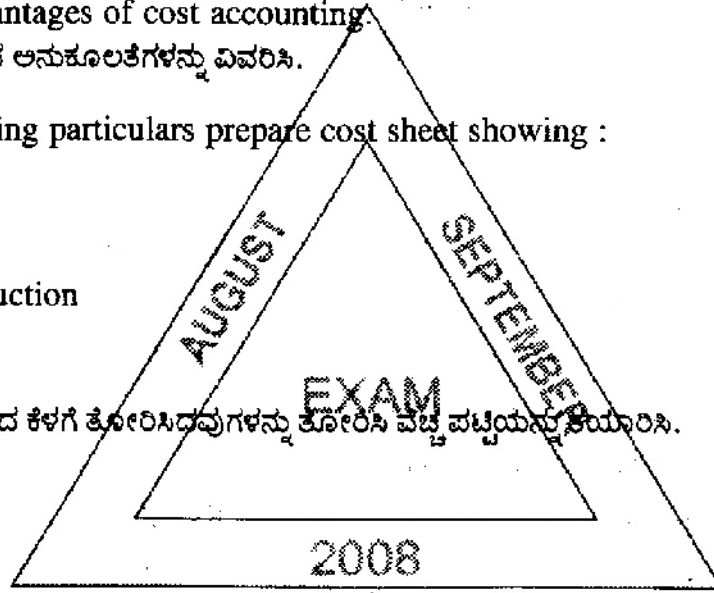 antages of cost accounting.
ದ ಅನುಕೂಲತೆಗಳನ್ನು ವಿವರಿಸಿ.
ing particulars prepare cost sheet showing :
AUGUST
SEPTEMBER
uction
EXAM
ದ ಕೆಳಗೆ ತೋರಿಸಿದವುಗಳನ್ನು ತೋರಿಸಿ ವೆಚ್ಚ ಪಟ್ಟಿಯನ್ನು ತಯಾರಿಸಿ.
2008